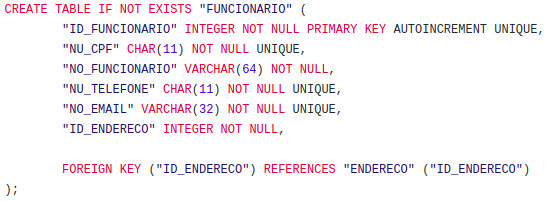 CREATE TABLE IF NOT EXISTS "FUNCIONARIO" (
"ID_FUNCIONARIO" INTEGER NOT NULL PRIMARY KEY AUTOINCREMENT UNIQUE,
"NU_CPF" CHAR(11) NOT NULL UNIQUE,
"NO_FUNCIONARIO" VARCHAR(64) NOT NULL,
"NU_TELEFONE" CHAR(11) NOT NULL UNIQUE,
"NO_EMAIL" VARCHAR(32) NOT NULL UNIQUE,
"ID_ENDERECO" INTEGER NOT NULL,
FOREIGN KEY ("ID_ENDERECO") REFERENCES "ENDERECO" ("ID_ENDERECO")
);